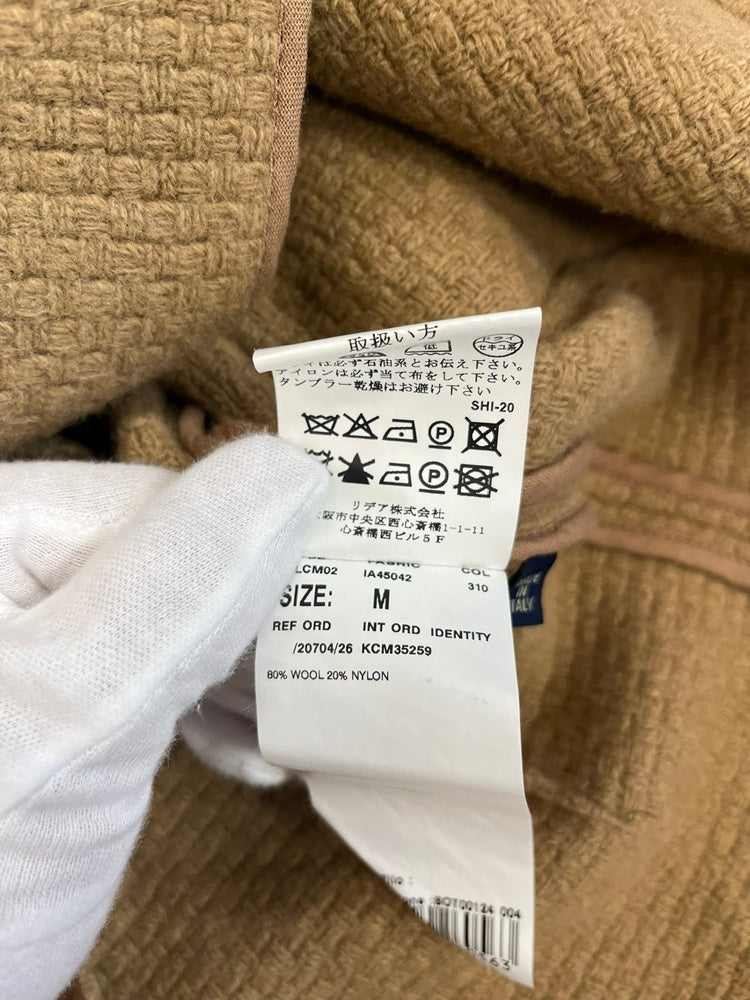 取扱い方
低
ドライ
セキユ系
は必ず石油系とお伝え下さい。
アイロンは必ず当て布をして下さい。
タンブラー乾燥はお避け下さい
SHI-20
P
P
リデア株式会社
阪市中央区西心斎橋1-1-11
心斎橋西ビル5F
FABRIC COL
LCM02 IA45042 310
SIZE: M
REF ORD INT ORD IDENTITY
/20704/26 KCM35259
80% WOOL 20% NYLON
IN
ITALY
:BOT00124 004